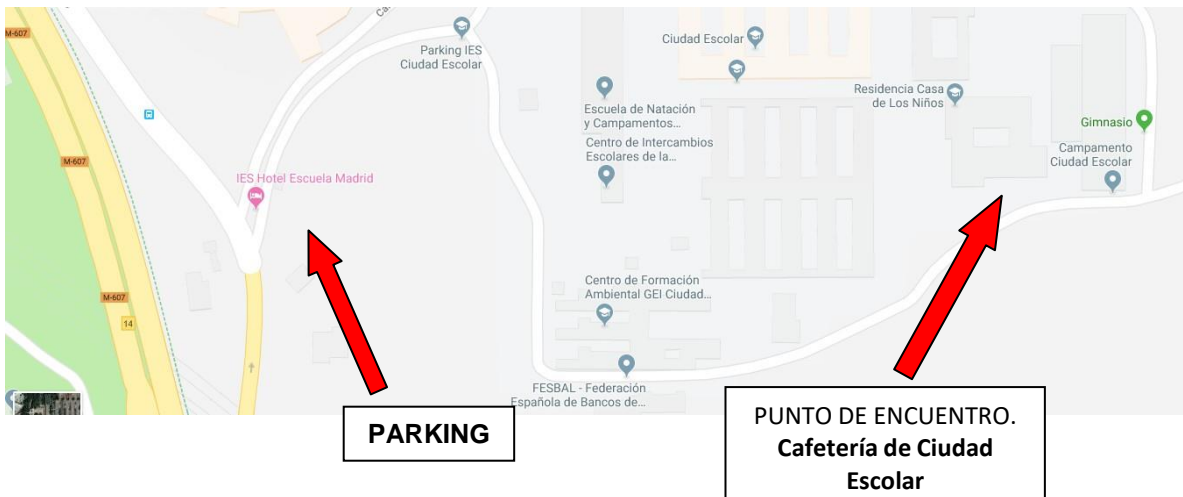 M-607
Ca
Parking IES
Ciudad Escolar
Ciudad Escolar
Escuela de Natación
y Campamentos...
Residencia Casa
de Los Niños
Gimnasio
Centro de Intercambios
Escolares de la...
Campamento
Ciudad Escolar
M-607
IES Hotel Escuela Madrid
Centro de Formación
Ambiental GEI Ciudad...
M-607
14
FESBAL - Federación
Española de Bancos de...
PARKING
PUNTO DE ENCUENTRO.
Cafetería de Ciudad
Escolar